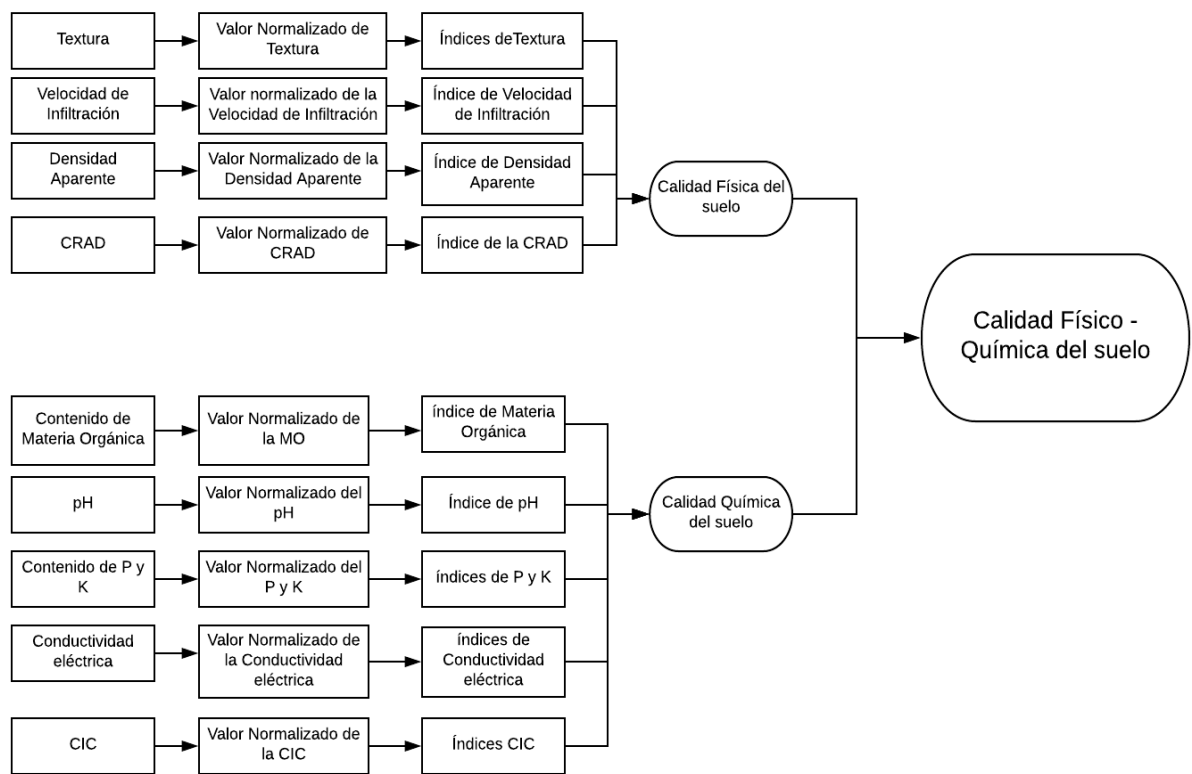 Textura
Valor Normalizado de
Textura
Índices deTextura
Velocidad de
Infiltración
Valor normalizado de la
Velocidad de Infiltración
Índice de Velocidad
de Infiltración
Densidad
Aparente
Valor Normalizado de la
Densidad Aparente
Índice de Densidad
Aparente
CRAD
Valor Normalizado de
CRAD
Índice de la CRAD
Calidad Física del
suelo
Calidad Físico -
Química del suelo
Contenido de
Materia Orgánica
Valor Normalizado de
la MO
índice de Materia
Orgánica
pH
Valor Normalizado del
pH
Índice de pH
Contenido de P y
K
Valor Normalizado del
P y K
índices de P y K
Conductividad
eléctrica
Valor Normalizado de
la Conductividad
eléctrica
índices de
Conductividad
eléctrica
CIC
Valor Normalizado de
la CIC
Índices CIC
Calidad Química
del suelo